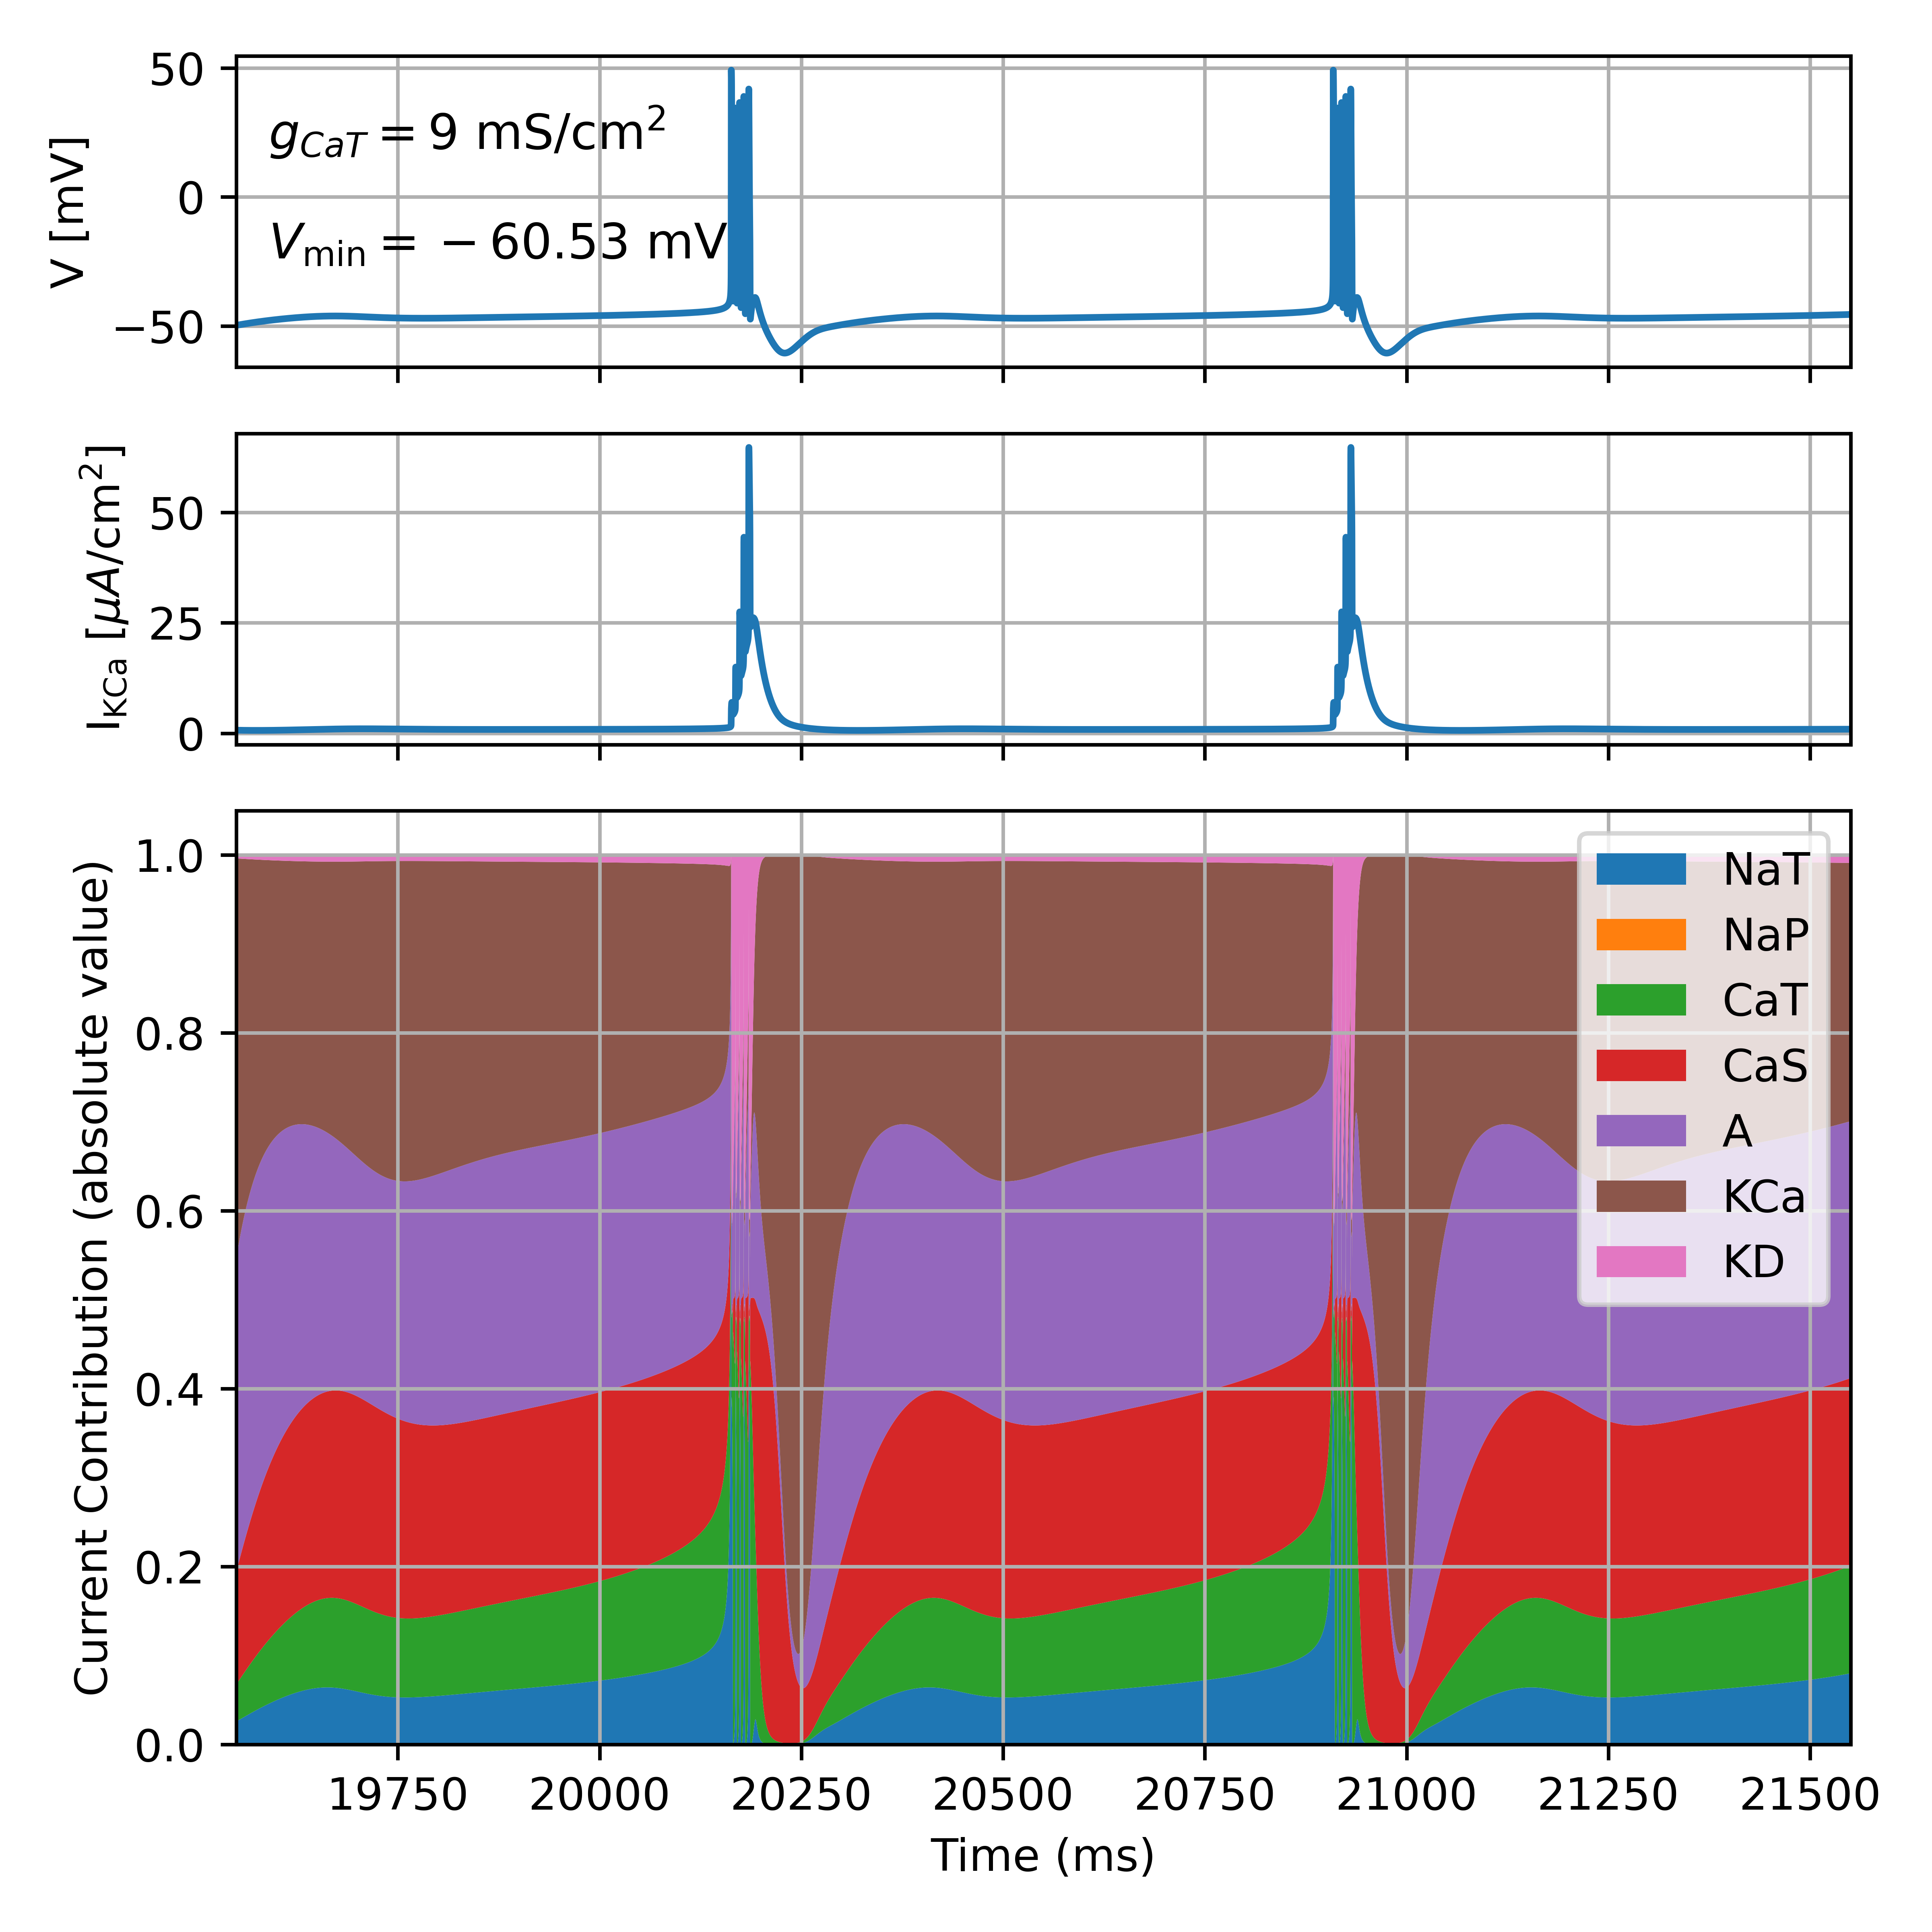 50
0
−50
V [mV]
g_CaT = 9 mS/cm²
V_min = −60.53 mV
50
25
0
I_KCa [μA/cm²]
1.0
0.8
0.6
0.4
0.2
0.0
Current Contribution (absolute value)
NaT
NaP
CaT
CaS
A
KCa
KD
19750 20000 20250 20500 20750 21000 21250 21500
Time (ms)